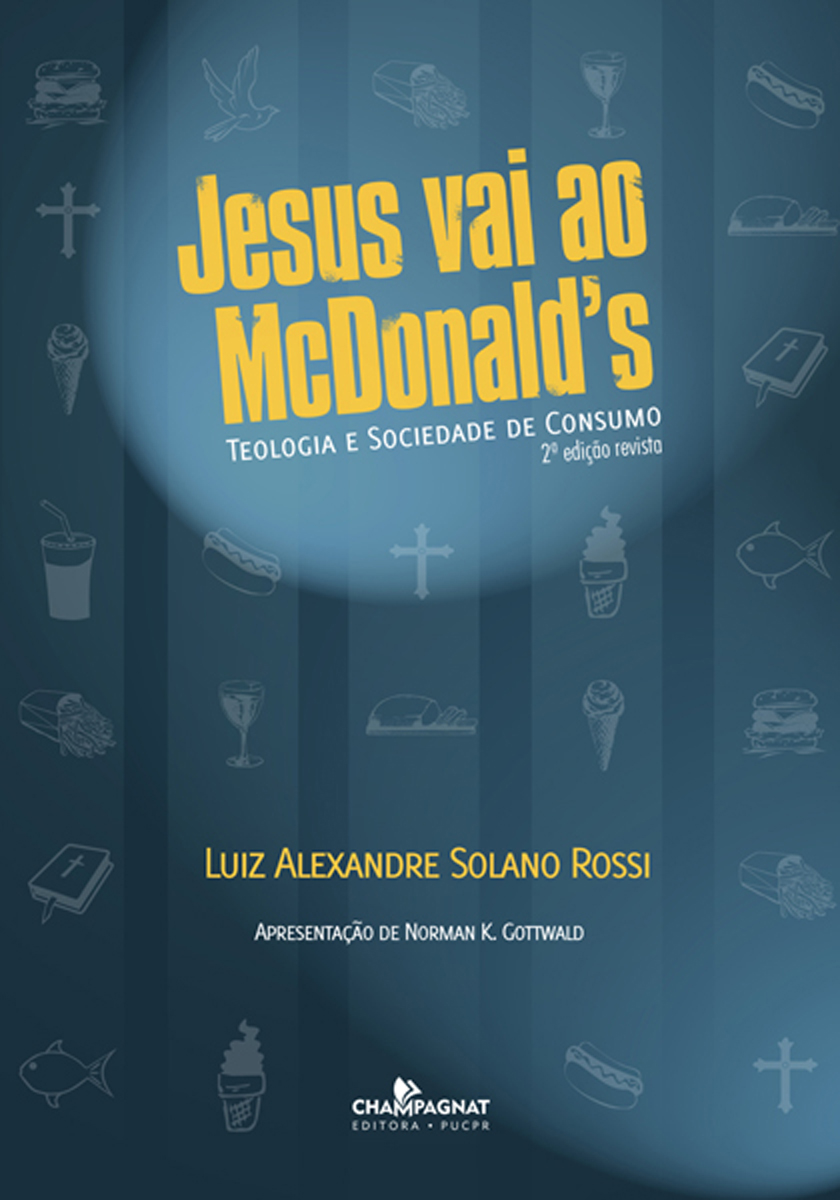 Jesus vai ao
McDonald's
Teologia e Sociedade de Consumo
2º edição revista
Luiz Alexandre Solano Rossi
Apresentação de Norman K. Gottwald
CHAMPAGNAT
EDITORA • PUCPR